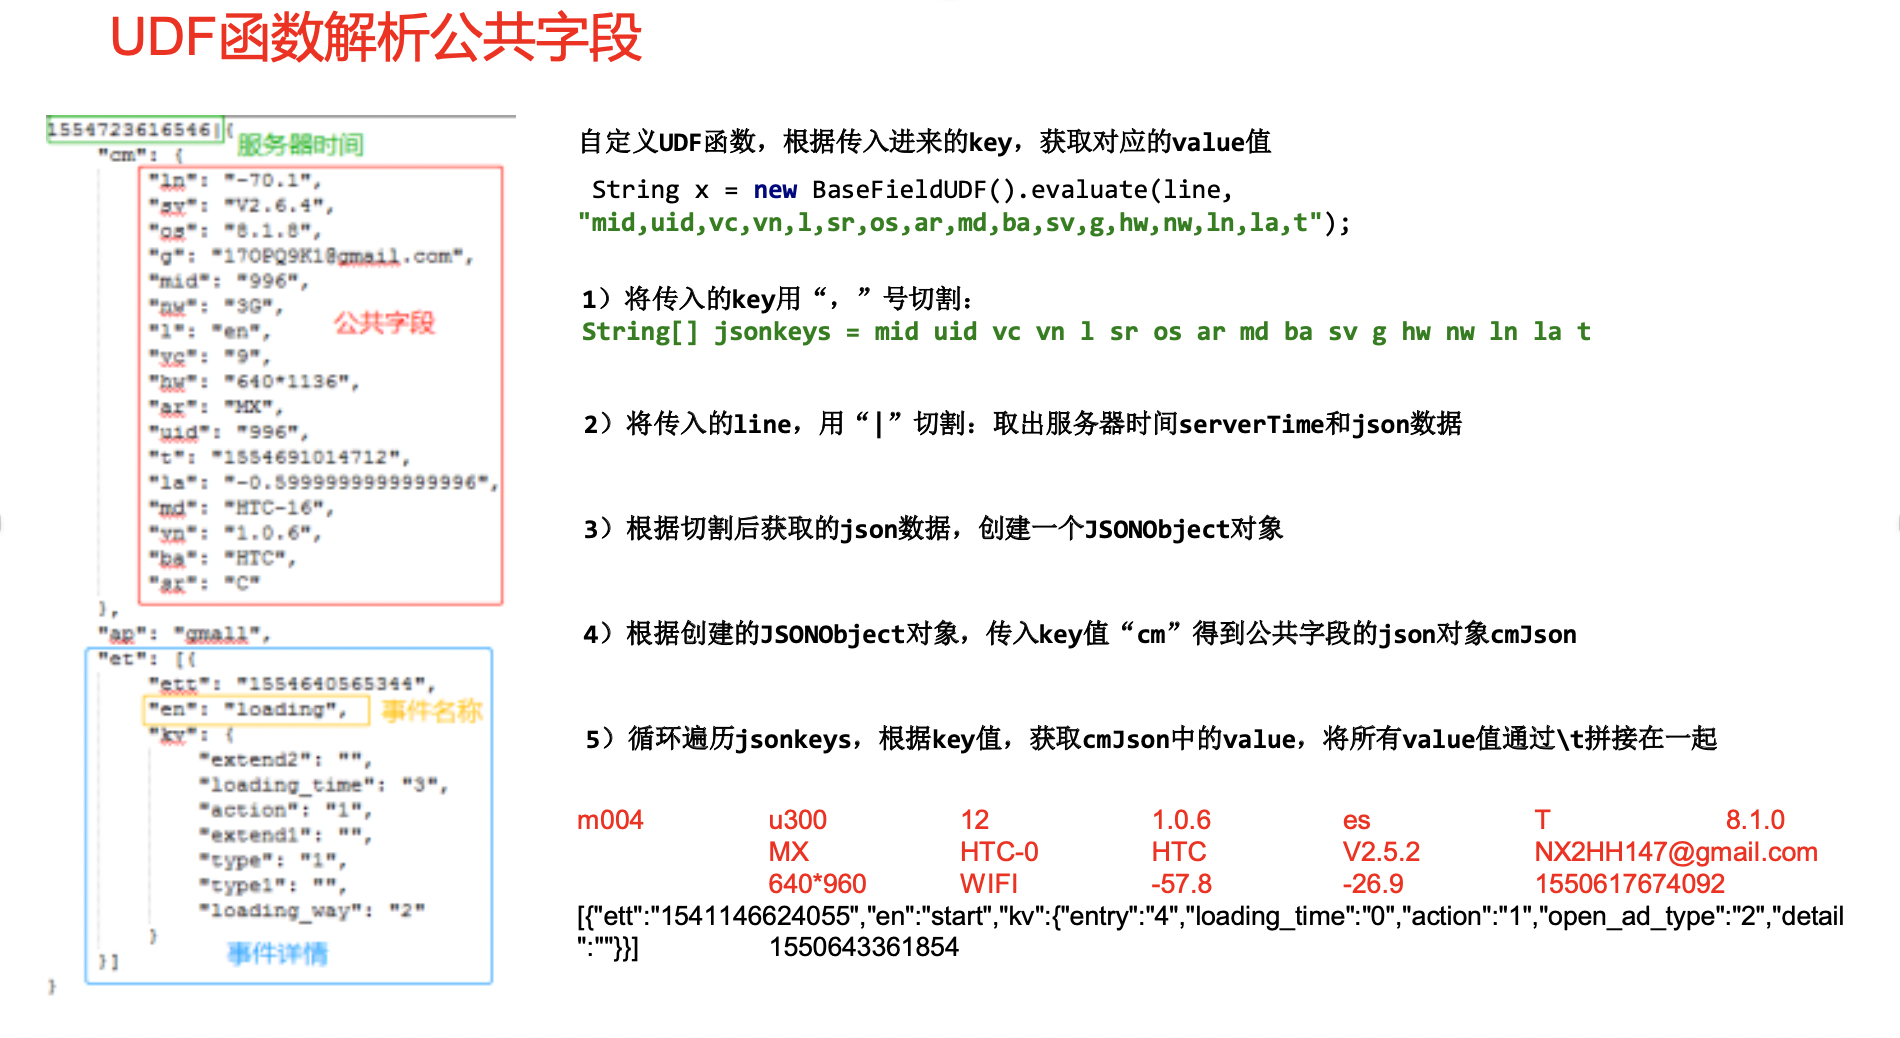 UDF函数解析公共字段
1554723616546|{
服务器时间
"cm": {
"ln": "-70.1",
"sv": "V2.6.4",
"os": "8.1.8",
"g": "17OPQ9K1@gmail.com",
"mid": "996",
"nw": "3G",
"l": "en",
公共字段
"vc": "9",
"hw": "640*1136",
"ar": "MX",
"uid": "996",
"t": "1554691014712",
"la": "-0.5999999999999996",
"md": "HTC-16",
"vn": "1.0.6",
"ba": "HTC",
"sr": "C"
},
"ap": "gmall",
"et": [{
"ett": "1554640565344",
"en": "loading",
事件名称
"kv": {
"extend2": "",
"loading_time": "3",
"action": "1",
"extend1": "",
"type": "1",
"type1": "",
"loading_way": "2"
}
事件详情
}]
}
自定义UDF函数，根据传入进来的key，获取对应的value值
String x = new BaseFieldUDF().evaluate(line,
"mid,uid,vc,vn,l,sr,os,ar,md,ba,sv,g,hw,nw,ln,la,t");
1）将传入的key用“，”号切割：
String[] jsonkeys = mid uid vc vn l sr os ar md ba sv g hw nw ln la t
2）将传入的line，用“|”切割：取出服务器时间serverTime和json数据
3）根据切割后获取的json数据，创建一个JSONObject对象
4）根据创建的JSONObject对象，传入key值“cm”得到公共字段的json对象cmJson
5）循环遍历jsonkeys，根据key值，获取cmJson中的value，将所有value值通过\t拼接在一起
m004 u300 12 1.0.6 es T 8.1.0
MX HTC-0 HTC V2.5.2 NX2HH147@gmail.com
640*960 WIFI -57.8 -26.9 1550617674092
[{"ett":"1541146624055","en":"start","kv":{"entry":"4","loading_time":"0","action":"1","open_ad_type":"2","detail
":""}}] 1550643361854